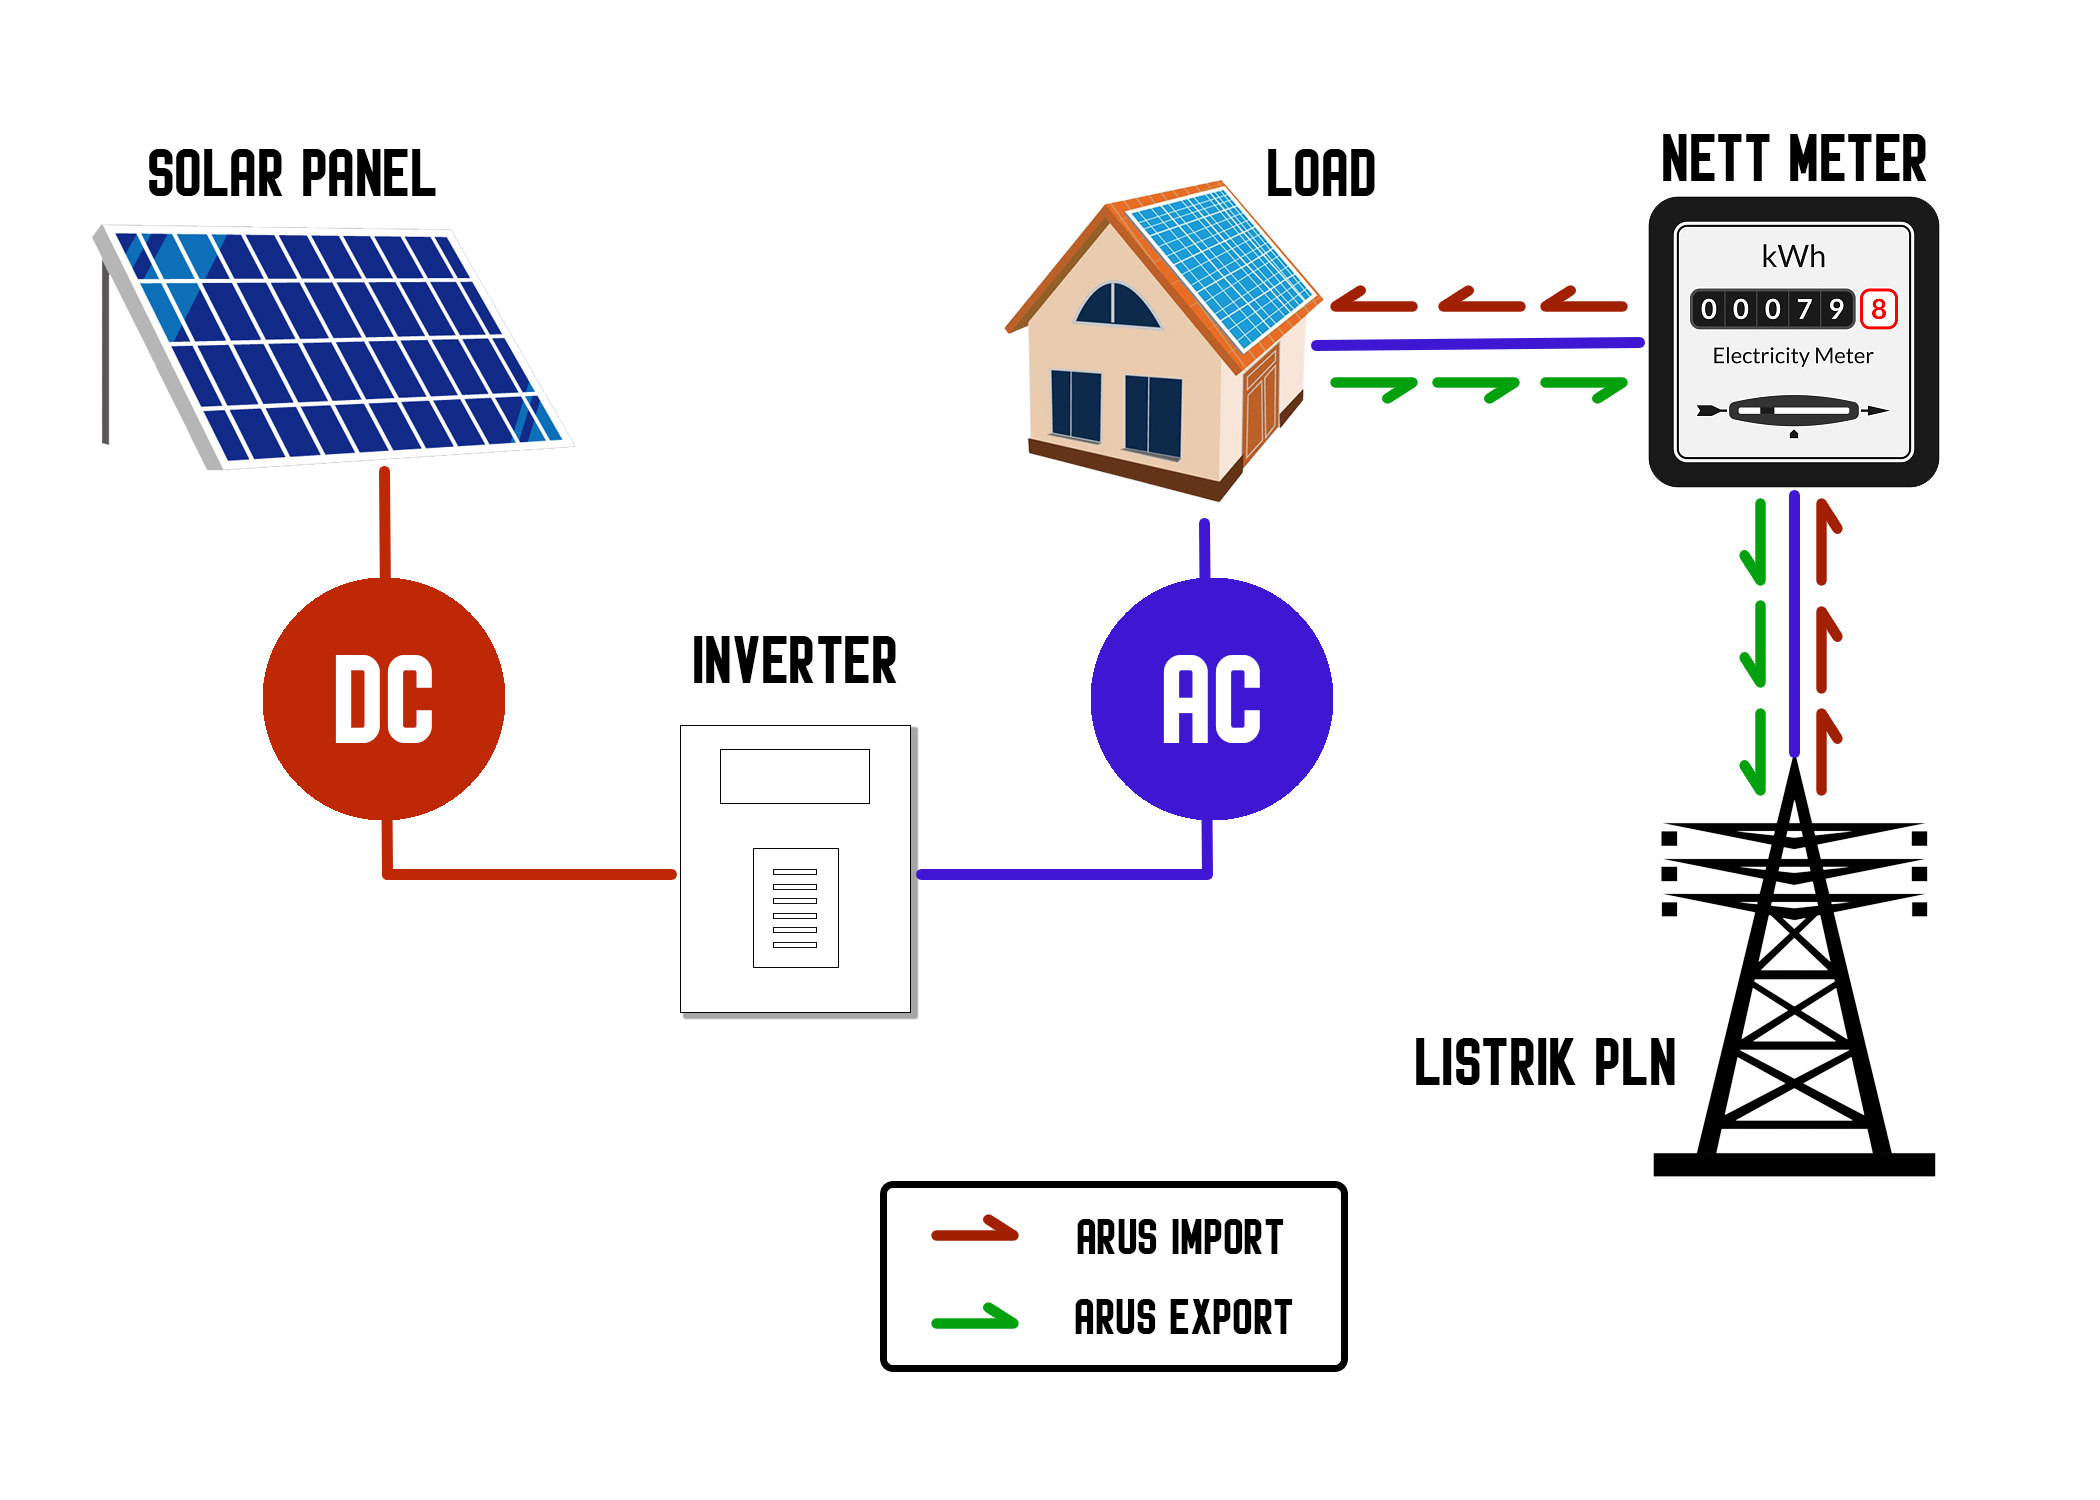 SOLAR PANEL
LOAD
NETT METER
kWh
0 0 0 7 9 8
Electricity Meter
DC
INVERTER
AC
LISTRIK PLN
ARUS IMPORT
ARUS EXPORT